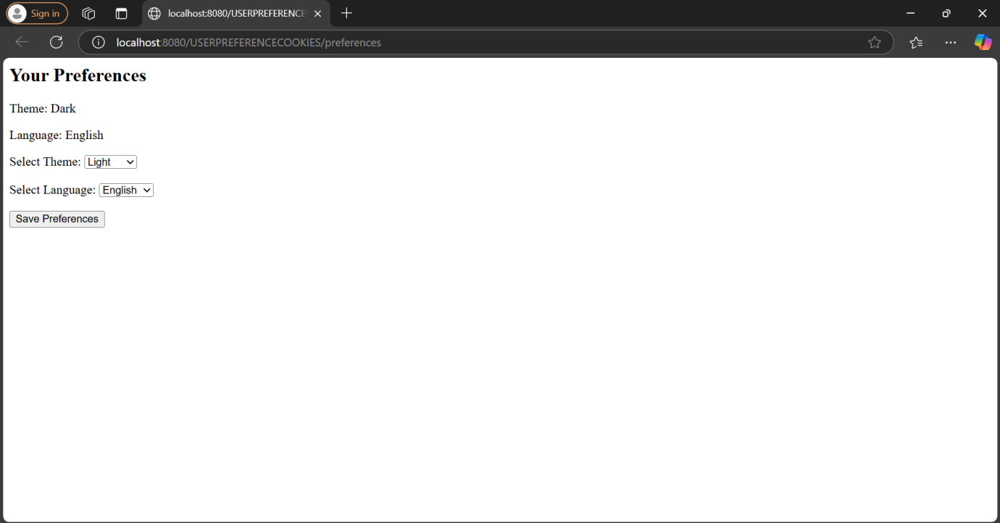 Sign in
localhost:8080/USERPREFERENCE
localhost:8080/USERPREFERENCECOOKIES/preferences
Your Preferences
Theme: Dark
Language: English
Select Theme: Light
Select Language: English
Save Preferences